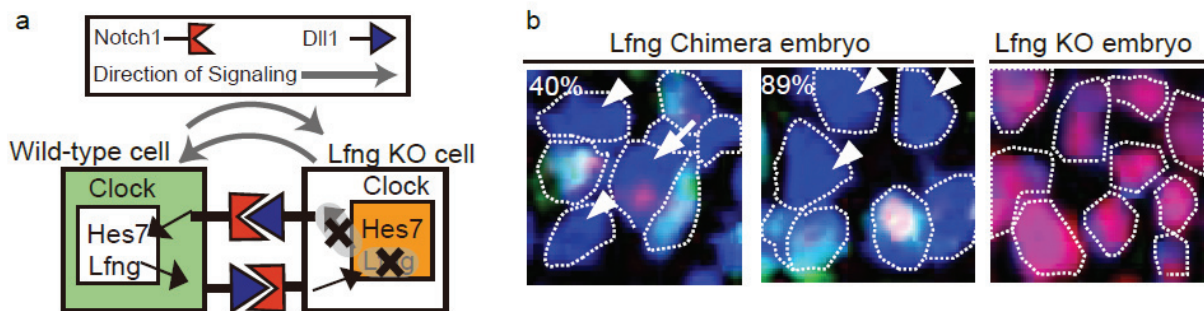 a
Notch1
Dll1
Direction of Signaling
Wild-type cell
Lfng KO cell
Clock
Hes7
Lfng
Clock
Hes7
Lfng
b
Lfng Chimera embryo
Lfng KO embryo
40%
89%